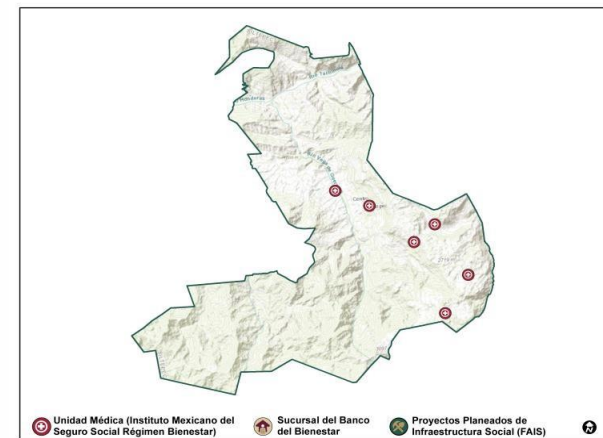 Unidad Médica (Instituto Mexicano del
Seguro Social Régimen Bienestar)
Sucursal del Banco
del Bienestar
Proyectos Planeados de
Infraestructura Social (FAIS)